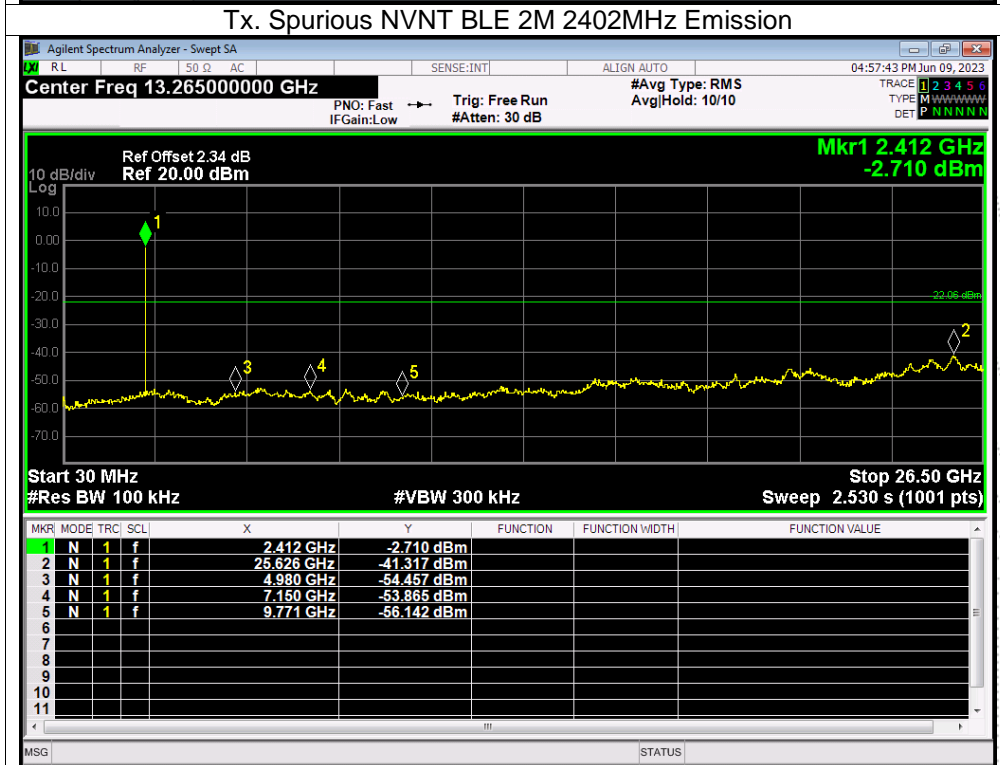 Tx. Spurious NVNT BLE 2M 2402MHz Emission
Agilent Spectrum Analyzer - Swept SA
LXI RL RF 50 Ω AC SENSE:INT ALIGN AUTO 04:57:43 PM Jun 09, 2023
Center Freq 13.265000000 GHz #Avg Type: RMS TRACE 1 2 3 4 5 6
PNO: Fast Trig: Free Run Avg|Hold: 10/10 TYPE M WWWWW
IFGain:Low #Atten: 30 dB DET P N N N N N
Mkr1 2.412 GHz
-2.710 dBm
Ref Offset 2.34 dB
10 dB/div Ref 20.00 dBm
Log
10.0
1
0.00
-10.0
-20.0
-22.06 dBm
-30.0
2
-40.0
3 4 5
-50.0
-60.0
-70.0
Start 30 MHz Stop 26.50 GHz
#Res BW 100 kHz #VBW 300 kHz Sweep 2.530 s (1001 pts)
MKR MODE TRC SCL X Y FUNCTION FUNCTION WIDTH FUNCTION VALUE
1 N 1 f 2.412 GHz -2.710 dBm
2 N 1 f 25.626 GHz -41.317 dBm
3 N 1 f 4.980 GHz -54.457 dBm
4 N 1 f 7.150 GHz -53.865 dBm
5 N 1 f 9.771 GHz -56.142 dBm
6
7
8
9
10
11
MSG STATUS